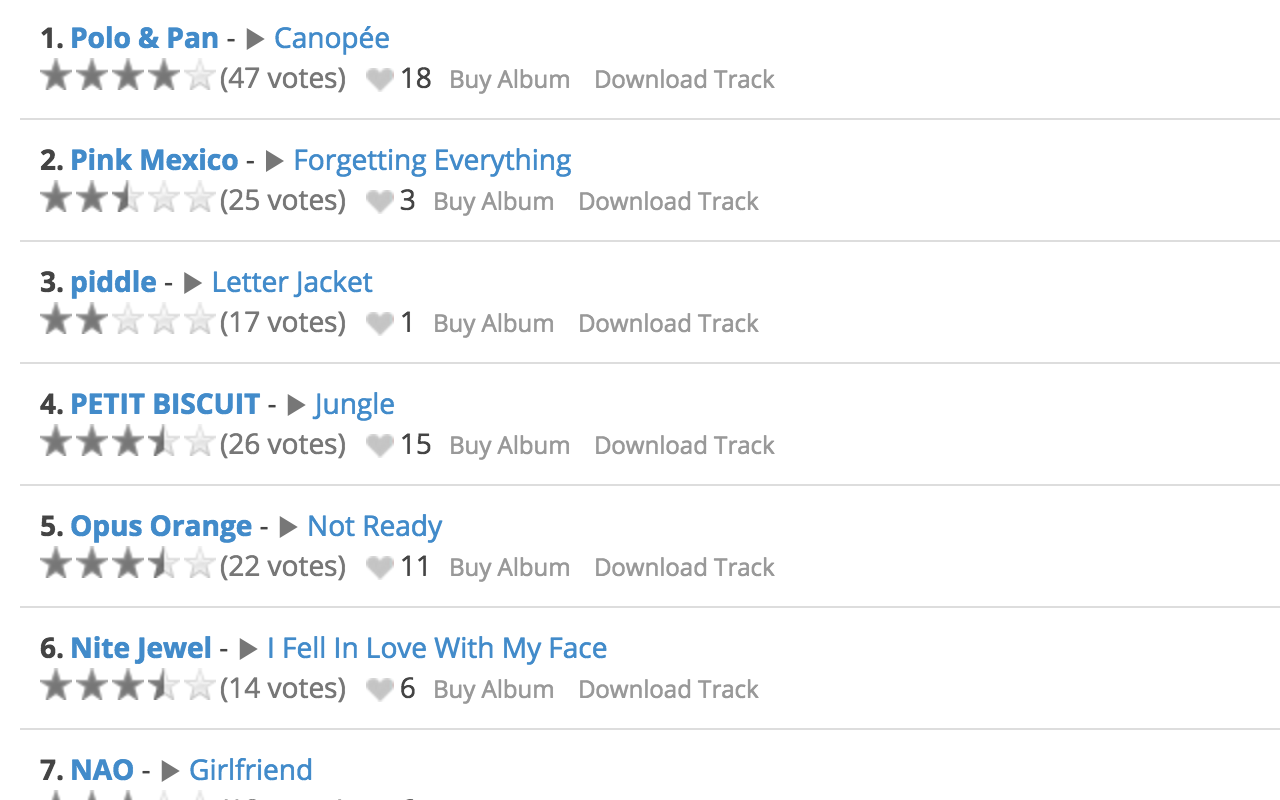 1. Polo & Pan - Canopée
(47 votes) 18 Buy Album Download Track
2. Pink Mexico - Forgetting Everything
(25 votes) 3 Buy Album Download Track
3. piddle - Letter Jacket
(17 votes) 1 Buy Album Download Track
4. PETIT BISCUIT - Jungle
(26 votes) 15 Buy Album Download Track
5. Opus Orange - Not Ready
(22 votes) 11 Buy Album Download Track
6. Nite Jewel - I Fell In Love With My Face
(14 votes) 6 Buy Album Download Track
7. NAO - Girlfriend